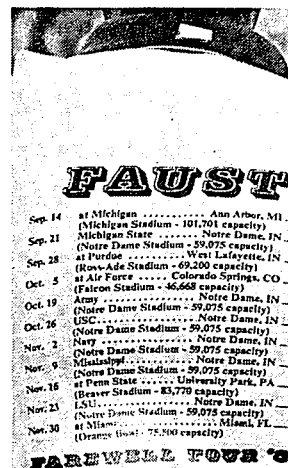 FAUST
Sep. 14 at Michigan .......... Ann Arbor, MI
(Michigan Stadium - 101,701 capacity)
Sep. 21 Michigan State ....... Notre Dame, IN
(Notre Dame Stadium - 59,075 capacity)
Sep. 28 at Purdue .......... West Lafayette, IN
(Ross-Ade Stadium - 69,200 capacity)
Oct. 5 at Air Force ...... Colorado Springs, CO
(Falcon Stadium - 46,668 capacity)
Oct. 19 Army ............... Notre Dame, IN
(Notre Dame Stadium - 59,075 capacity)
Oct. 26 USC ............... Notre Dame, IN
(Notre Dame Stadium - 59,075 capacity)
Nov. 2 Navy ............... Notre Dame, IN
(Notre Dame Stadium - 59,075 capacity)
Nov. 9 Mississippi .......... Notre Dame, IN
(Notre Dame Stadium - 59,075 capacity)
Nov. 16 at Penn State ...... University Park, PA
(Beaver Stadium - 83,770 capacity)
Nov. 23 LSU ............... Notre Dame, IN
(Notre Dame Stadium - 59,075 capacity)
Nov. 30 at Miami ............... Miami, FL
(Orange Bowl - 75,500 capacity)
FAREWELL TOUR